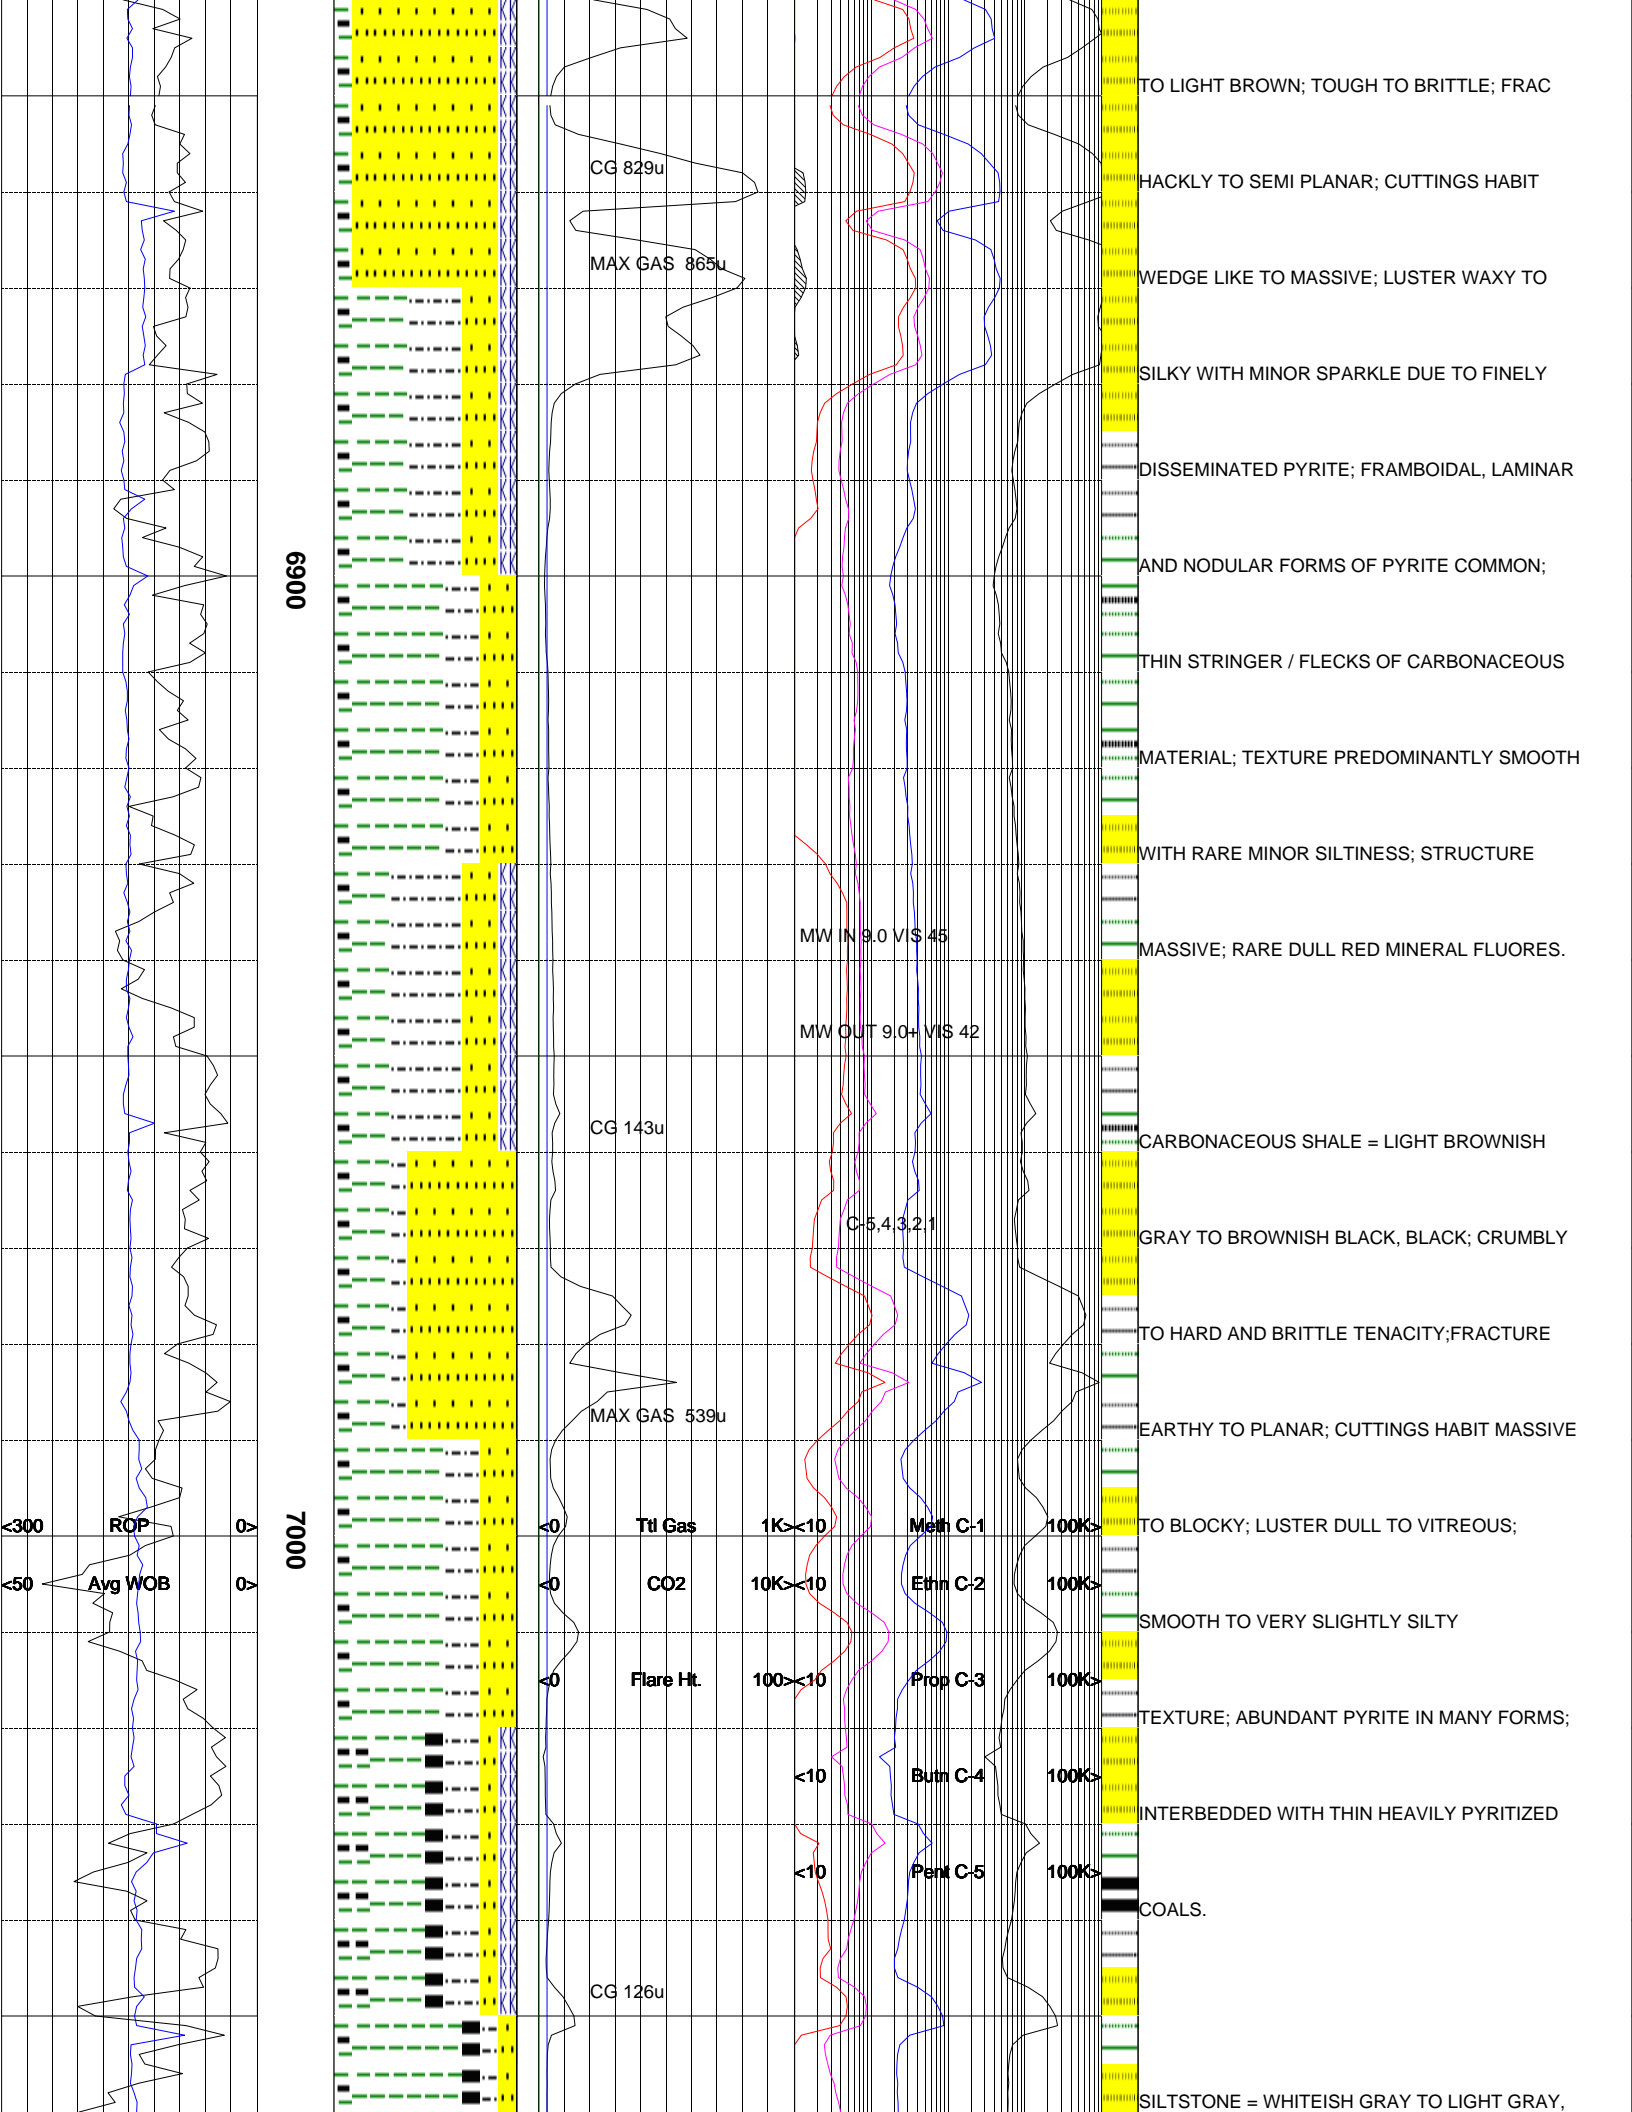 TO LIGHT BROWN; TOUGH TO BRITTLE; FRAC
CG 829u
HACKLY TO SEMI PLANAR; CUTTINGS HABIT
MAX GAS 865u
WEDGE LIKE TO MASSIVE; LUSTER WAXY TO
SILKY WITH MINOR SPARKLE DUE TO FINELY
DISSEMINATED PYRITE; FRAMBOIDAL, LAMINAR
6900
AND NODULAR FORMS OF PYRITE COMMON;
THIN STRINGER / FLECKS OF CARBONACEOUS
MATERIAL; TEXTURE PREDOMINANTLY SMOOTH
WITH RARE MINOR SILTINESS; STRUCTURE
MW IN 9.0 VIS 45
MASSIVE; RARE DULL RED MINERAL FLUORES.
MW OUT 9.0+ VIS 42
CG 143u
CARBONACEOUS SHALE = LIGHT BROWNISH
C-5,4,3,2,1
GRAY TO BROWNISH BLACK, BLACK; CRUMBLY
TO HARD AND BRITTLE TENACITY;FRACTURE
MAX GAS 539u
EARTHY TO PLANAR; CUTTINGS HABIT MASSIVE
7000
<300 ROP 0> <0 Ttl Gas 1K> <10 Meth C-1 100K>
TO BLOCKY; LUSTER DULL TO VITREOUS;
<50 Avg WOB 0> <0 CO2 10K> <10 Ethn C-2 100K>
SMOOTH TO VERY SLIGHTLY SILTY
<0 Flare Ht. 100> <10 Prop C-3 100K>
TEXTURE; ABUNDANT PYRITE IN MANY FORMS;
<10 Butn C-4 100K>
INTERBEDDED WITH THIN HEAVILY PYRITIZED
<10 Pent C-5 100K>
COALS.
CG 126u
SILTSTONE = WHITEISH GRAY TO LIGHT GRAY,